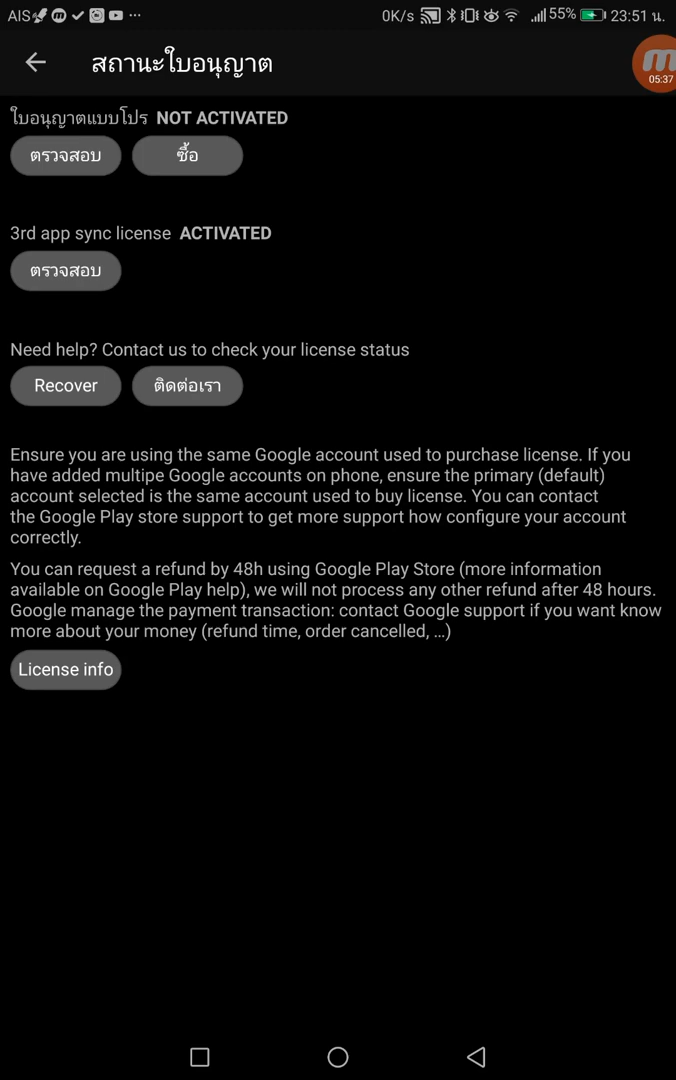 AIS ... 0K/s 55% 23:51 น.
สถานะใบอนุญาต
05:37
ใบอนุญาตแบบโปร NOT ACTIVATED
ตรวจสอบ ซื้อ
3rd app sync license ACTIVATED
ตรวจสอบ
Need help? Contact us to check your license status
Recover ติดต่อเรา
Ensure you are using the same Google account used to purchase license. If you
have added multipe Google accounts on phone, ensure the primary (default)
account selected is the same account used to buy license. You can contact
the Google Play store support to get more support how configure your account
correctly.
You can request a refund by 48h using Google Play Store (more information
available on Google Play help), we will not process any other refund after 48 hours.
Google manage the payment transaction: contact Google support if you want know
more about your money (refund time, order cancelled, ...)
License info